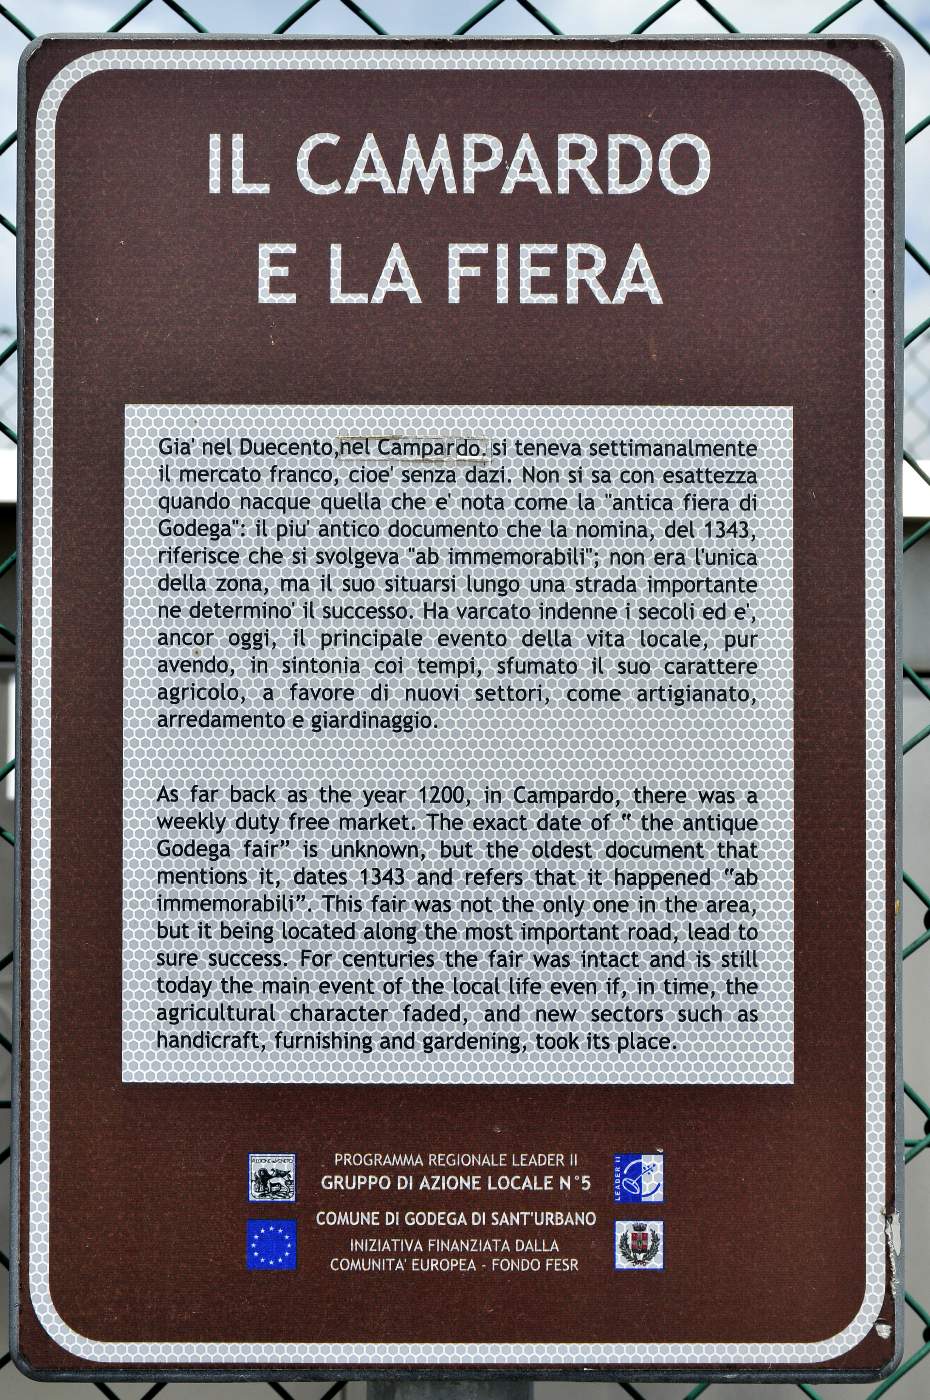 IL CAMPARDO
E LA FIERA
Gia' nel Duecento,nel Campardo. si teneva settimanalmente
il mercato franco, cioe' senza dazi. Non si sa con esattezza
quando nacque quella che e' nota come la "antica fiera di
Godega": il piu' antico documento che la nomina, del 1343,
riferisce che si svolgeva "ab immemorabili"; non era l'unica
della zona, ma il suo situarsi lungo una strada importante
ne determino' il successo. Ha varcato indenne i secoli ed e',
ancor oggi, il principale evento della vita locale, pur
avendo, in sintonia coi tempi, sfumato il suo carattere
agricolo, a favore di nuovi settori, come artigianato,
arredamento e giardinaggio.
As far back as the year 1200, in Campardo, there was a
weekly duty free market. The exact date of “ the antique
Godega fair” is unknown, but the oldest document that
mentions it, dates 1343 and refers that it happened “ab
immemorabili”. This fair was not the only one in the area,
but it being located along the most important road, lead to
sure success. For centuries the fair was intact and is still
today the main event of the local life even if, in time, the
agricultural character faded, and new sectors such as
handicraft, furnishing and gardening, took its place.
REGIONE DEL VENETO
PROGRAMMA REGIONALE LEADER II
GRUPPO DI AZIONE LOCALE N°5
LEADER II
COMUNE DI GODEGA DI SANT'URBANO
INIZIATIVA FINANZIATA DALLA
COMUNITA' EUROPEA - FONDO FESR